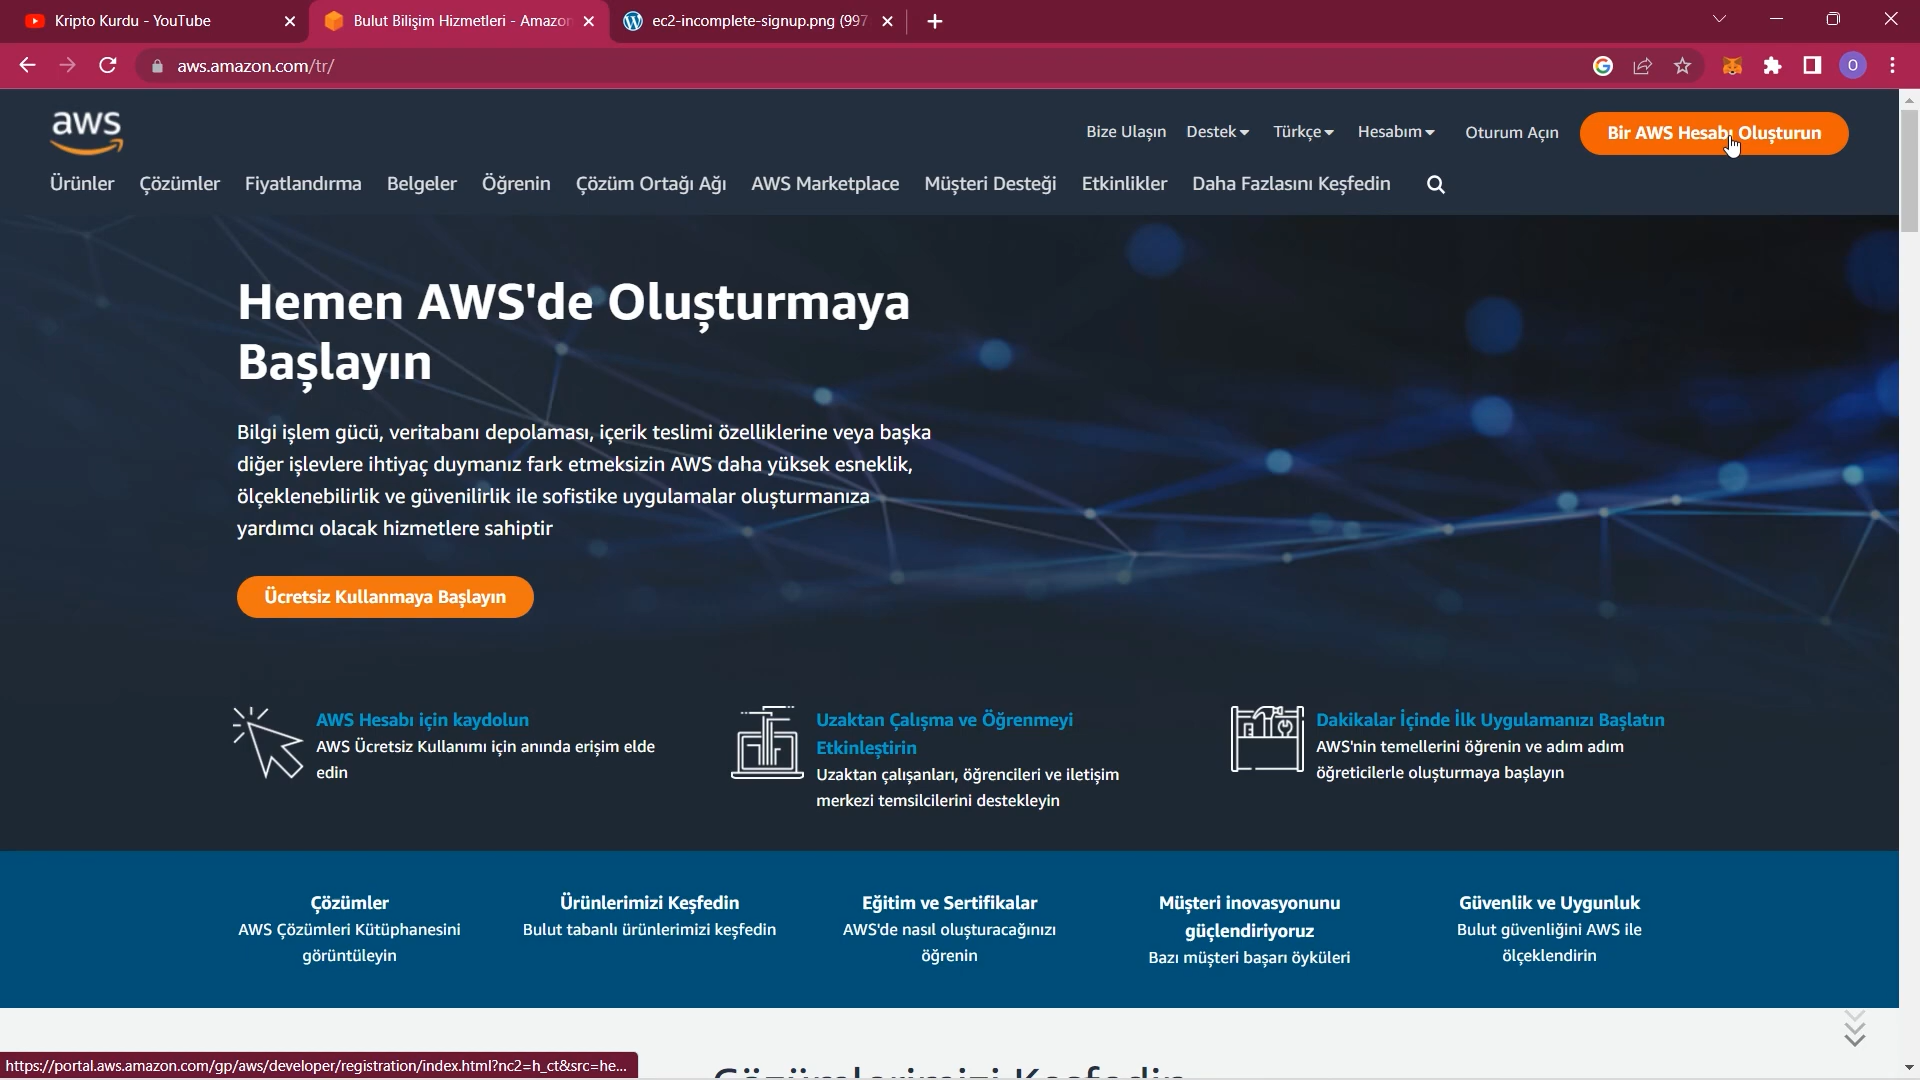 Kripto Kurdu - YouTube
Bulut Bilişim Hizmetleri - Amazon
ec2-incomplete-signup.png (997
aws.amazon.com/tr/
O
aws
Bize Ulaşın Destek Türkçe Hesabım Oturum Açın Bir AWS Hesabı Oluşturun
Ürünler Çözümler Fiyatlandırma Belgeler Öğrenin Çözüm Ortağı Ağı AWS Marketplace Müşteri Desteği Etkinlikler Daha Fazlasını Keşfedin
Hemen AWS'de Oluşturmaya
Başlayın
Bilgi işlem gücü, veritabanı depolaması, içerik teslimi özelliklerine veya başka
diğer işlevlere ihtiyaç duymanız fark etmeksizin AWS daha yüksek esneklik,
ölçeklenebilirlik ve güvenilirlik ile sofistike uygulamalar oluşturmanıza
yardımcı olacak hizmetlere sahiptir
Ücretsiz Kullanmaya Başlayın
AWS Hesabı için kaydolun
AWS Ücretsiz Kullanımı için anında erişim elde
edin
Uzaktan Çalışma ve Öğrenmeyi
Etkinleştirin
Uzaktan çalışanları, öğrencileri ve iletişim
merkezi temsilcilerini destekleyin
Dakikalar İçinde İlk Uygulamanızı Başlatın
AWS'nin temellerini öğrenin ve adım adım
öğreticilerle oluşturmaya başlayın
Çözümler
AWS Çözümleri Kütüphanesini
görüntüleyin
Ürünlerimizi Keşfedin
Bulut tabanlı ürünlerimizi keşfedin
Eğitim ve Sertifikalar
AWS'de nasıl oluşturacağınızı
öğrenin
Müşteri inovasyonunu
güçlendiriyoruz
Bazı müşteri başarı öyküleri
Güvenlik ve Uygunluk
Bulut güvenliğini AWS ile
ölçeklendirin
Çözümlerimizi Keşfedin
https://portal.aws.amazon.com/gp/aws/developer/registration/index.html?nc2=h_ct&src=he...